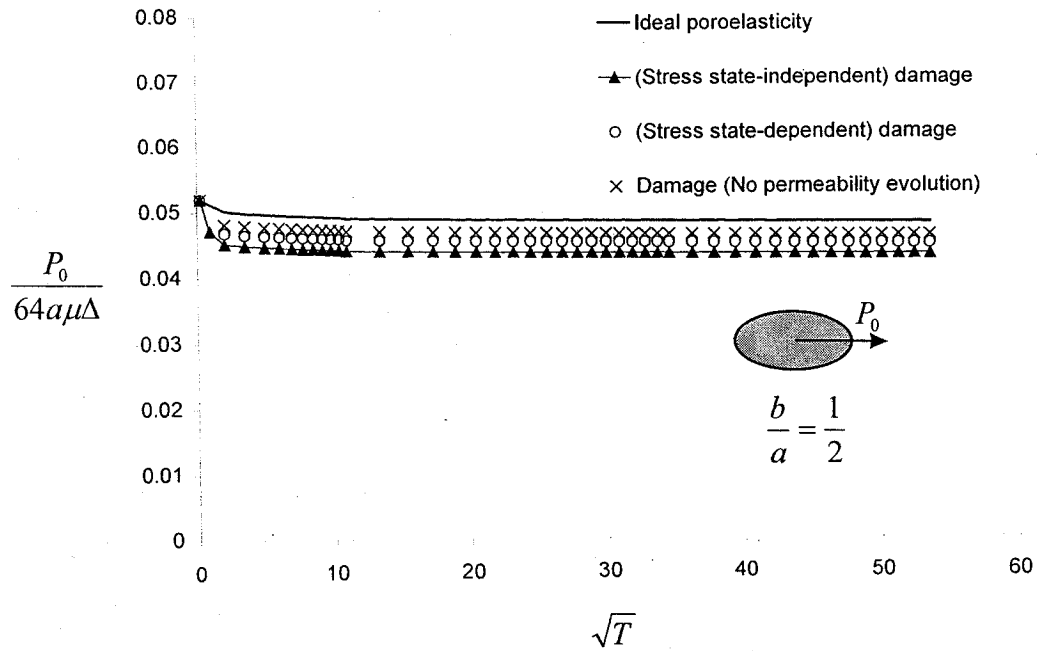 0.08
0.07
0.06
0.05
0.04
0.03
0.02
0.01
0
P₀
64aμΔ
Ideal poroelasticity
(Stress state-independent) damage
(Stress state-dependent) damage
Damage (No permeability evolution)
P₀
b/a = 1/2
0 10 20 30 40 50 60
√T